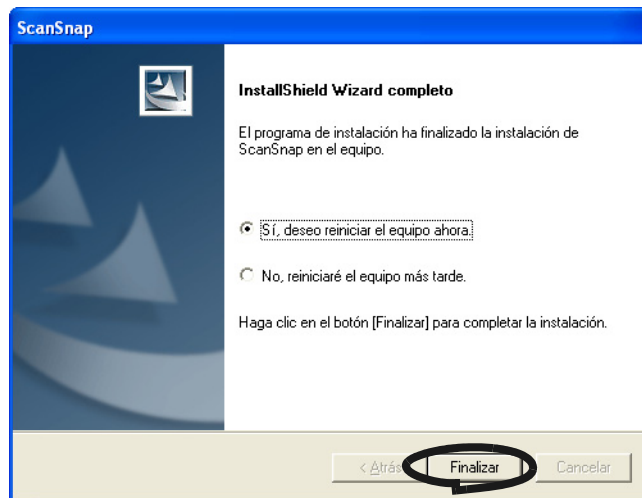 ScanSnap
InstallShield Wizard completo
El programa de instalación ha finalizado la instalación de
ScanSnap en el equipo.
Sí, deseo reiniciar el equipo ahora.
No, reiniciaré el equipo más tarde.
Haga clic en el botón [Finalizar] para completar la instalación.
< Atrás Finalizar Cancelar